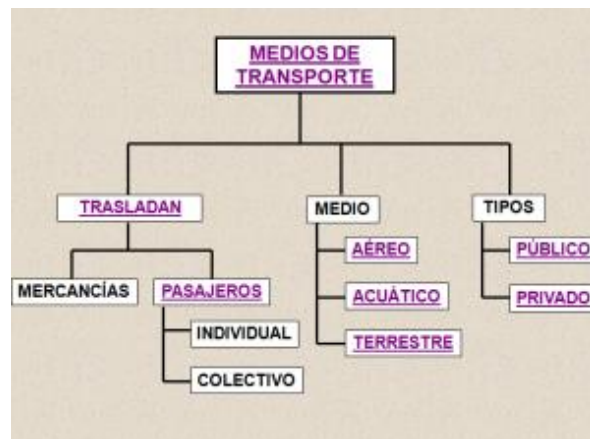 MEDIOS DE
TRANSPORTE
TRASLADAN
MEDIO
TIPOS
MERCANCÍAS
PASAJEROS
INDIVIDUAL
COLECTIVO
AÉREO
ACUÁTICO
TERRESTRE
PÚBLICO
PRIVADO